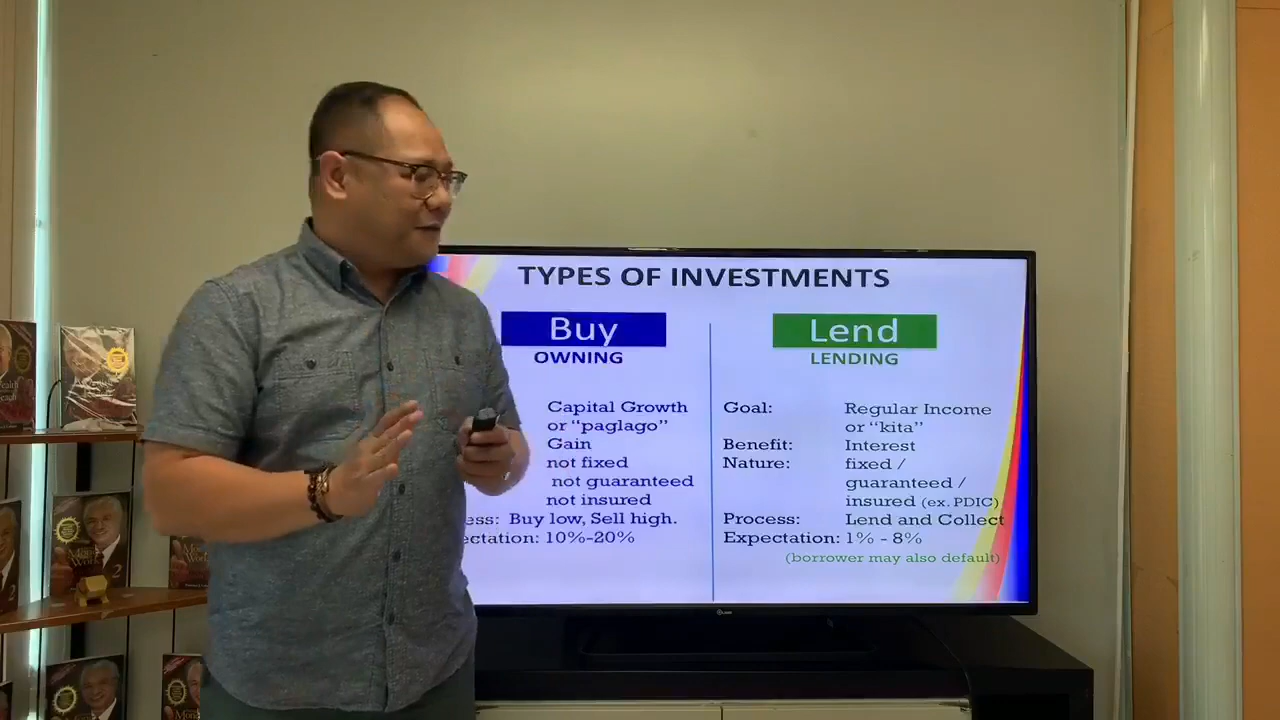 TYPES OF INVESTMENTS
Buy
OWNING
Capital Growth
or “paglago”
Gain
not fixed
not guaranteed
not insured
ess: Buy low, Sell high.
ectation: 10%-20%
Lend
LENDING
Goal: Regular Income
or “kita”
Benefit: Interest
Nature: fixed /
guaranteed /
insured (ex. PDIC)
Process: Lend and Collect
Expectation: 1% - 8%
(borrower may also default)